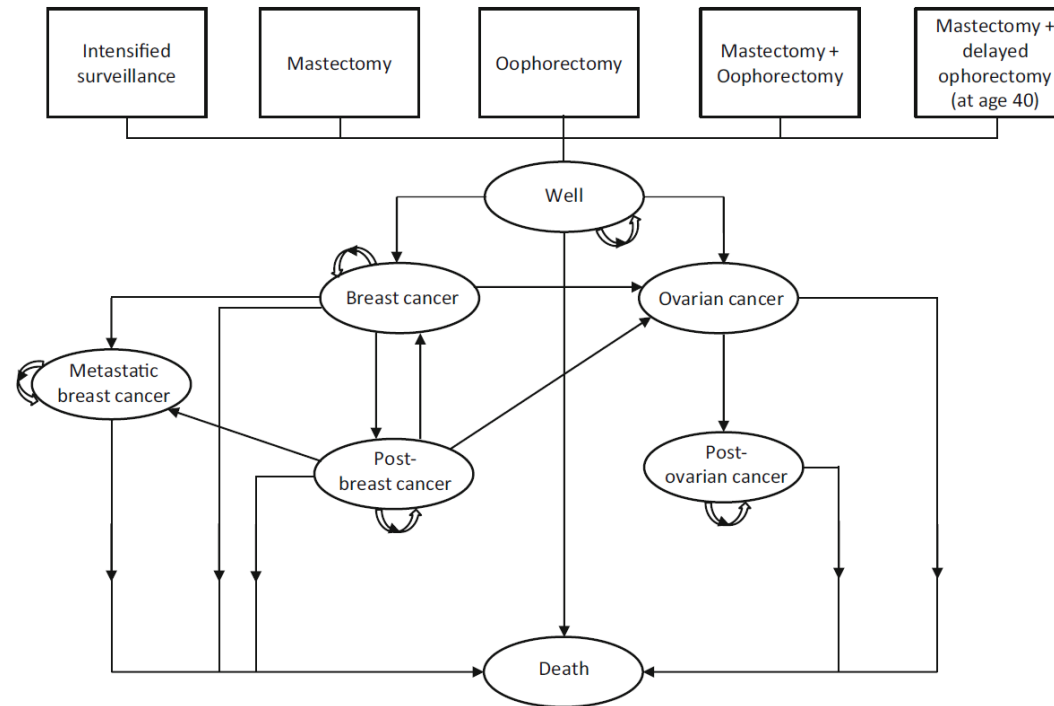 Intensified
surveillance
Mastectomy
Oophorectomy
Mastectomy +
Oophorectomy
Mastectomy +
delayed
ophorectomy
(at age 40)
Well
Breast cancer
Ovarian cancer
Metastatic
breast cancer
Post-
breast cancer
Post-
ovarian cancer
Death